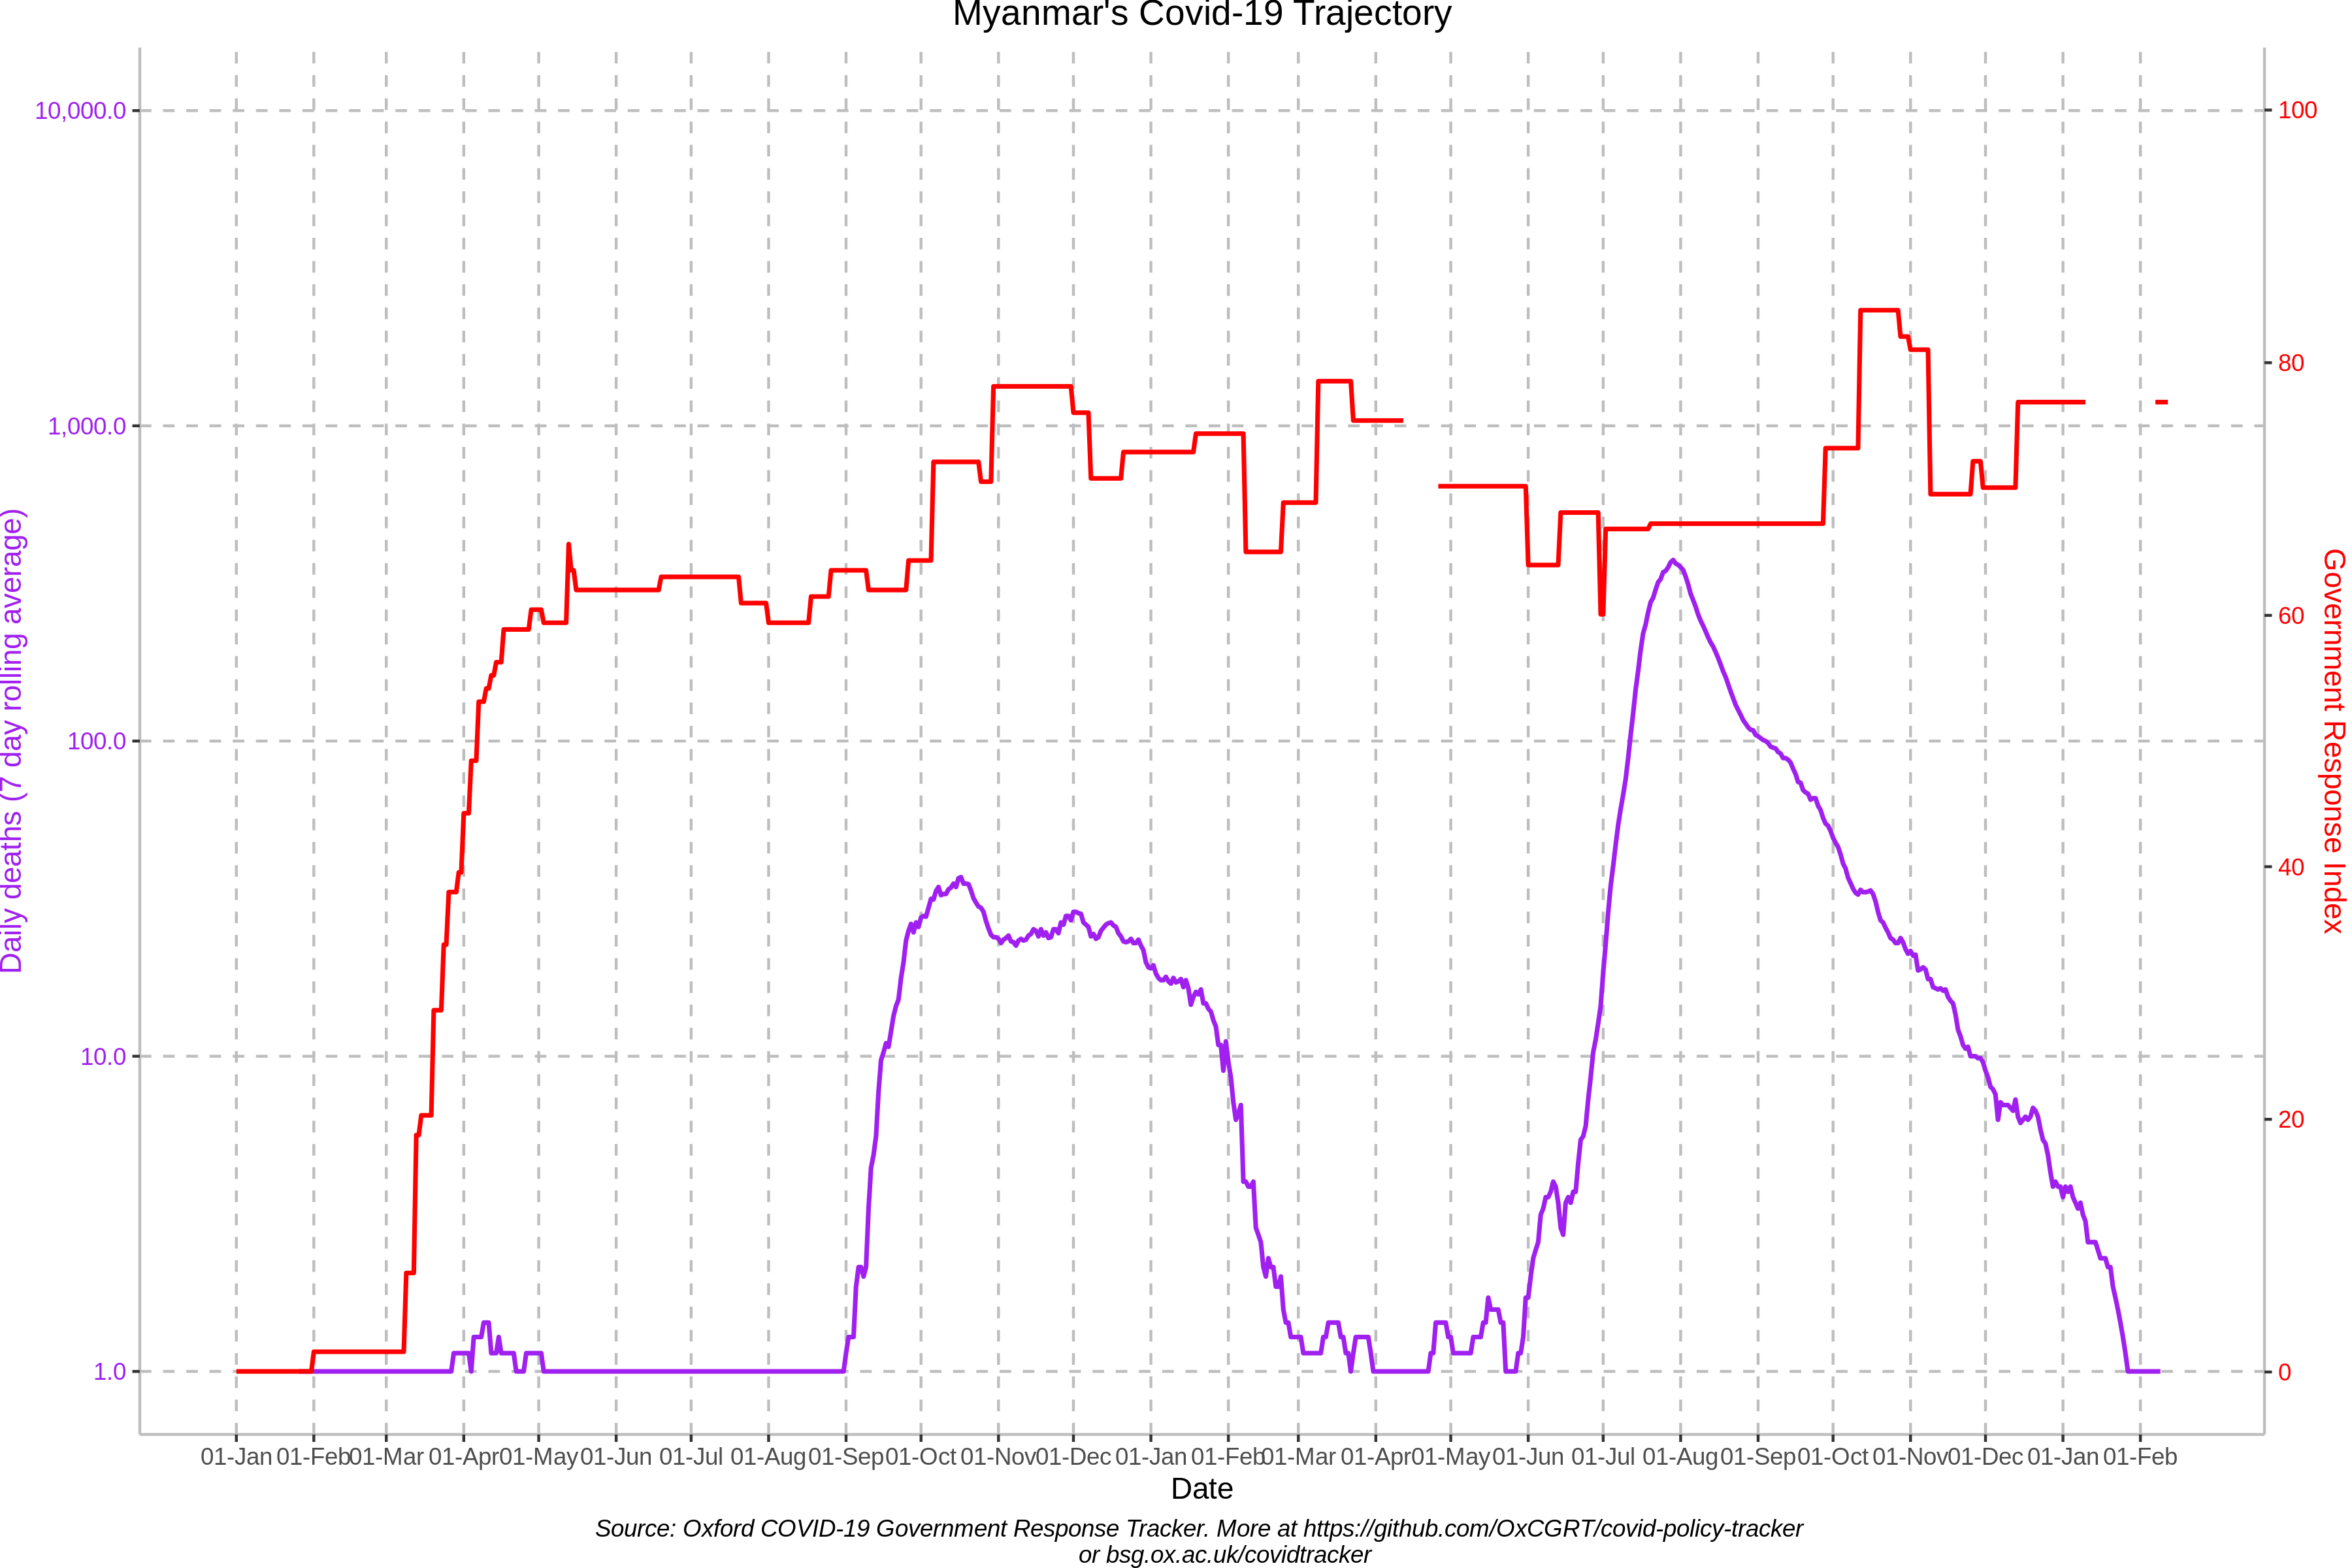 Myanmar's Covid-19 Trajectory
10,000.0
1,000.0
100.0
10.0
1.0
Daily deaths (7 day rolling average)
100
80
60
40
20
0
Government Response Index
01-Jan 01-Feb 01-Mar 01-Apr 01-May 01-Jun 01-Jul 01-Aug 01-Sep 01-Oct 01-Nov 01-Dec 01-Jan 01-Feb 01-Mar 01-Apr 01-May 01-Jun 01-Jul 01-Aug 01-Sep 01-Oct 01-Nov 01-Dec 01-Jan 01-Feb
Date
Source: Oxford COVID-19 Government Response Tracker. More at https://github.com/OxCGRT/covid-policy-tracker
or bsg.ox.ac.uk/covidtracker